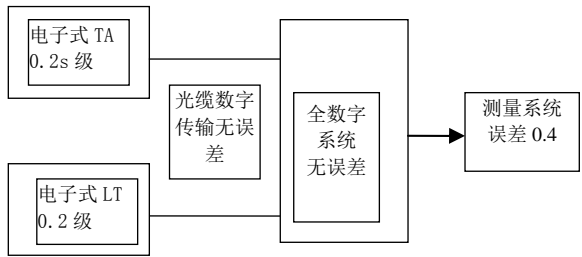 电子式 TA
0.2s 级
光缆数字
传输无误
差
电子式 LT
0.2 级
全数字
系统
无误差
测量系统
误差 0.4